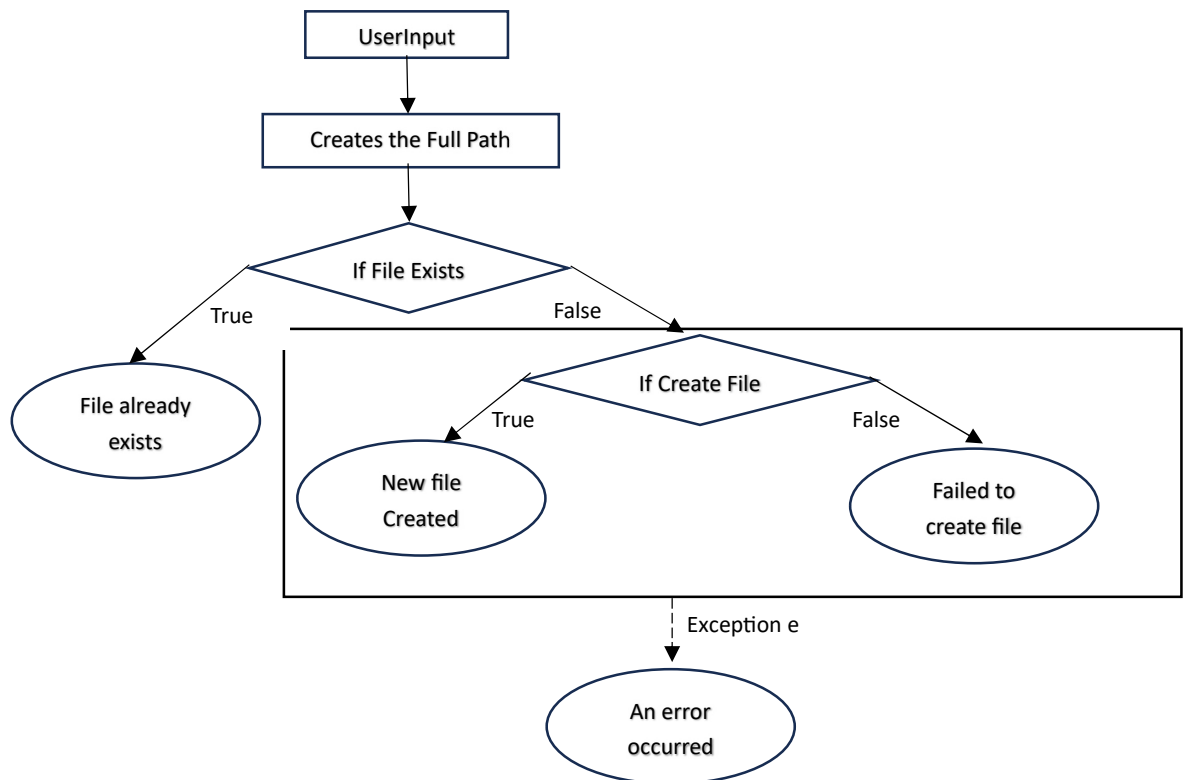 UserInput
Creates the Full Path
If File Exists
True
False
File already
exists
If Create File
True
False
New file
Created
Failed to
create file
Exception e
An error
occurred